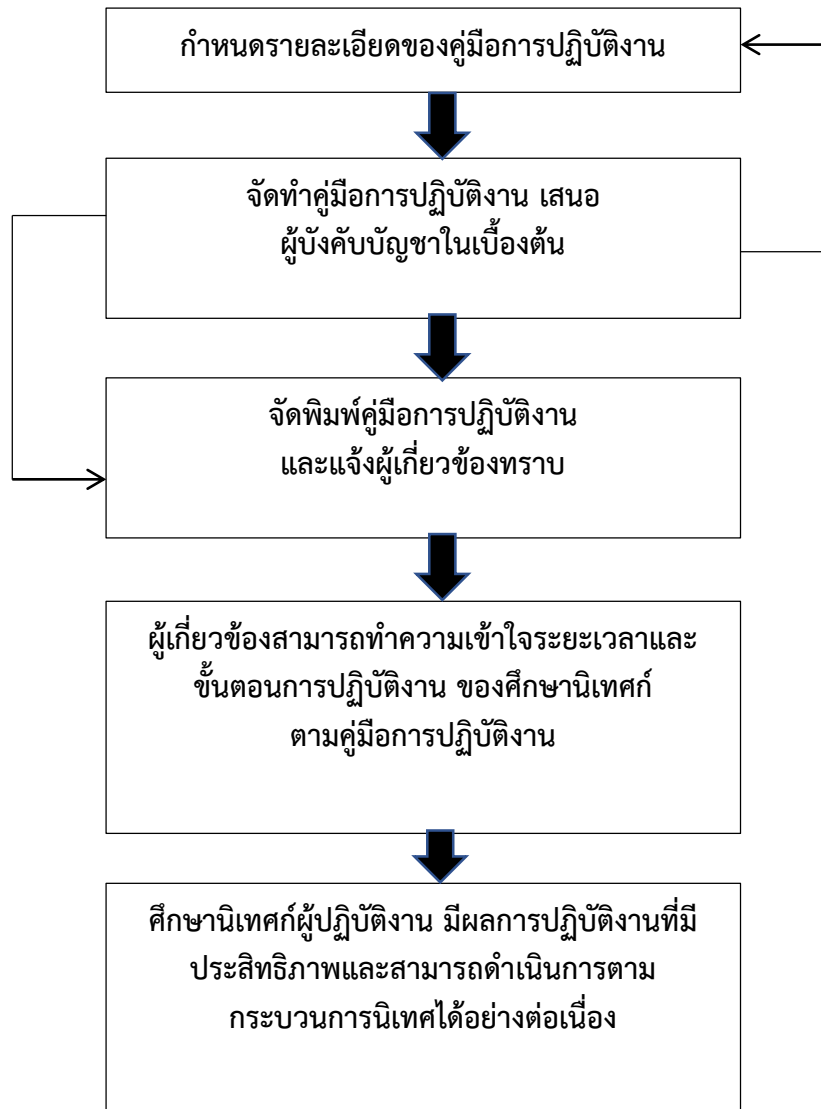 กำหนดรายละเอียดของคู่มือการปฏิบัติงาน
จัดทำคู่มือการปฏิบัติงาน เสนอ
ผู้บังคับบัญชาในเบื้องต้น
จัดพิมพ์คู่มือการปฏิบัติงาน
และแจ้งผู้เกี่ยวข้องทราบ
ผู้เกี่ยวข้องสามารถทำความเข้าใจระยะเวลาและ
ขั้นตอนการปฏิบัติงาน ของศึกษานิเทศก์
ตามคู่มือการปฏิบัติงาน
ศึกษานิเทศก์ผู้ปฏิบัติงาน มีผลการปฏิบัติงานที่มี
ประสิทธิภาพและสามารถดำเนินการตาม
กระบวนการนิเทศได้อย่างต่อเนื่อง